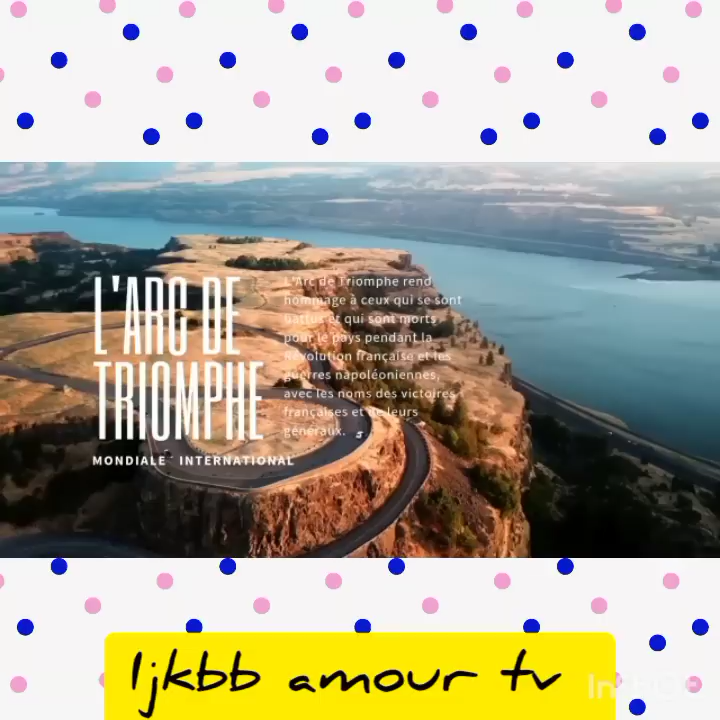 L'ARC DE
TRIOMPHE
MONDIALE INTERNATIONAL
L'Arc de Triomphe rend
hommage à ceux qui se sont
battus et qui sont morts
pour le pays pendant la
Révolution française et les
guerres napoléoniennes,
avec les noms des victoires
françaises et de leurs
généraux.
ljkbb amour tv